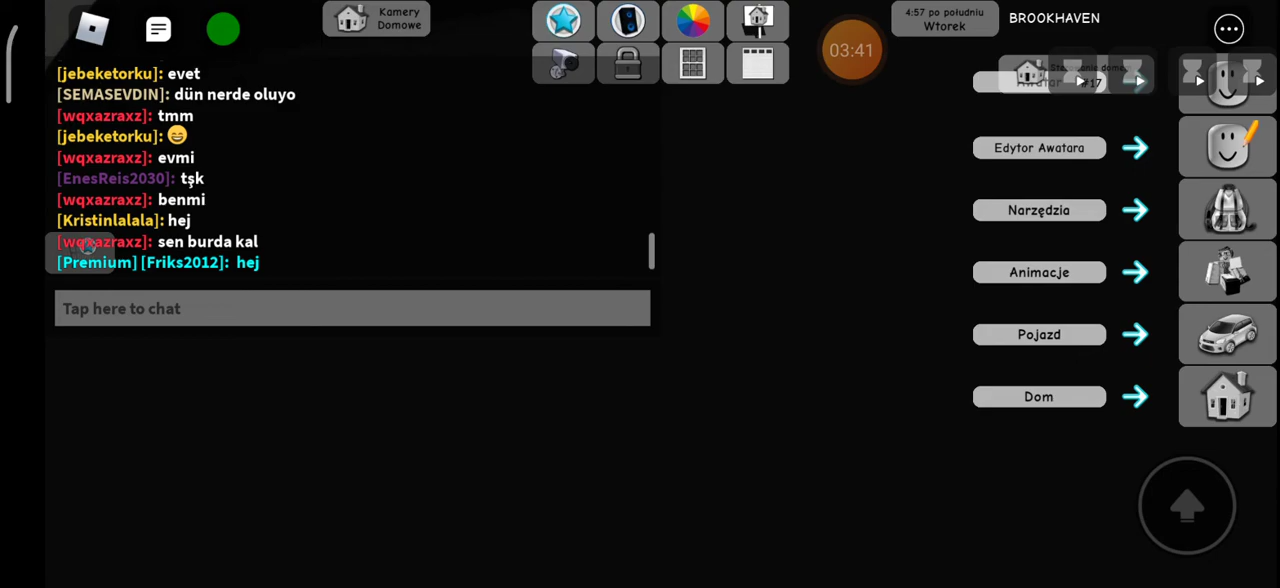 Kamery
Domowe
03:41
4:57 po południu
Wtorek
BROOKHAVEN
[jebeketorku]: evet
[SEMASEVDIN]: dün nerde oluyo
[wqxazraxz]: tmm
[jebeketorku]: 😄
[wqxazraxz]: evmi
[EnesReis2030]: tşk
[wqxazraxz]: benmi
[Kristinlalala]: hej
[wqxazraxz]: sen burda kal
[Premium] [Friks2012]: hej
Tap here to chat
#17
Edytor Awatara
Narzędzia
Animacje
Pojazd
Dom